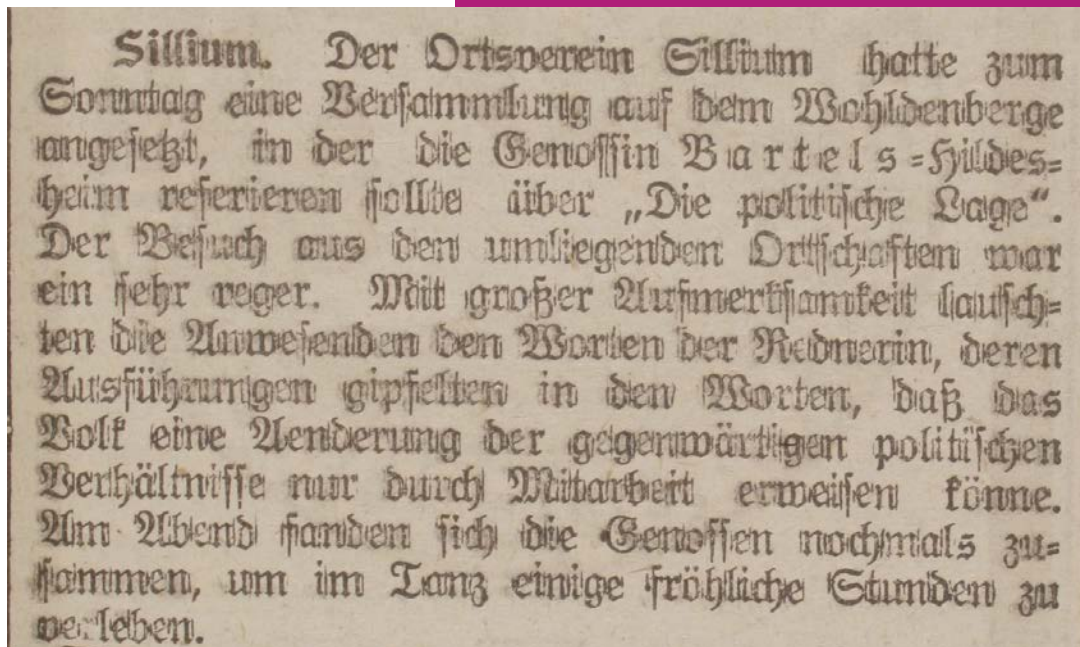 Sillium. Der Ortsverein Sillium hatte zum
Sonntag eine Versammlung auf dem Wohldenberge
angesetzt, in der die Genossin Bartels-Hildes-
heim referieren sollte über „Die politische Lage“.
Der Besuch aus den umliegenden Ortschaften war
ein sehr reger. Mit großer Aufmerksamkeit lausch-
ten die Anwesenden den Worten der Rednerin, deren
Ausführungen gipfelten in den Worten, daß das
Volk eine Aenderung der gegenwärtigen politischen
Verhältnisse nur durch Mitarbeit erweisen könne.
Am Abend fanden sich die Genossen nochmals zu-
sammen, um im Tanz einige fröhliche Stunden zu
verleben.